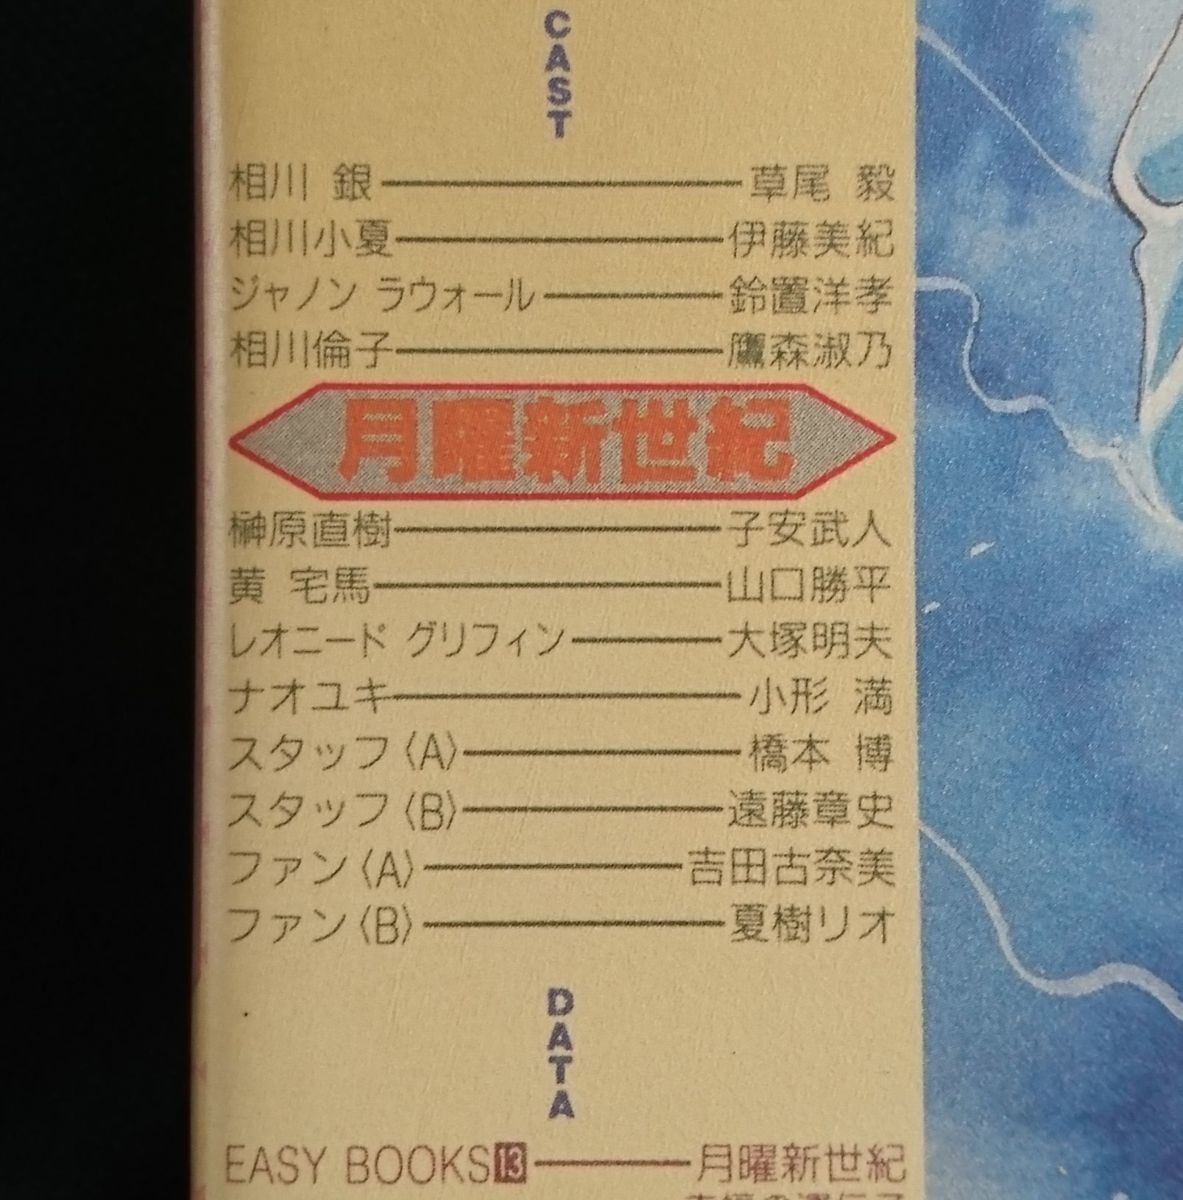 CAST
相川 銀――草尾 毅
相川小夏――伊藤美紀
ジャノン ラウォール――鈴置洋孝
相川倫子――鷹森淑乃
月曜新世紀
榊原直樹――子安武人
黄 宅馬――山口勝平
レオニード グリフィン――大塚明夫
ナオユキ――小形 満
スタッフ〈A〉――橋本 博
スタッフ〈B〉――遠藤章史
ファン〈A〉――吉田古奈美
ファン〈B〉――夏樹リオ
DATA
EASY BOOKS13――月曜新世紀